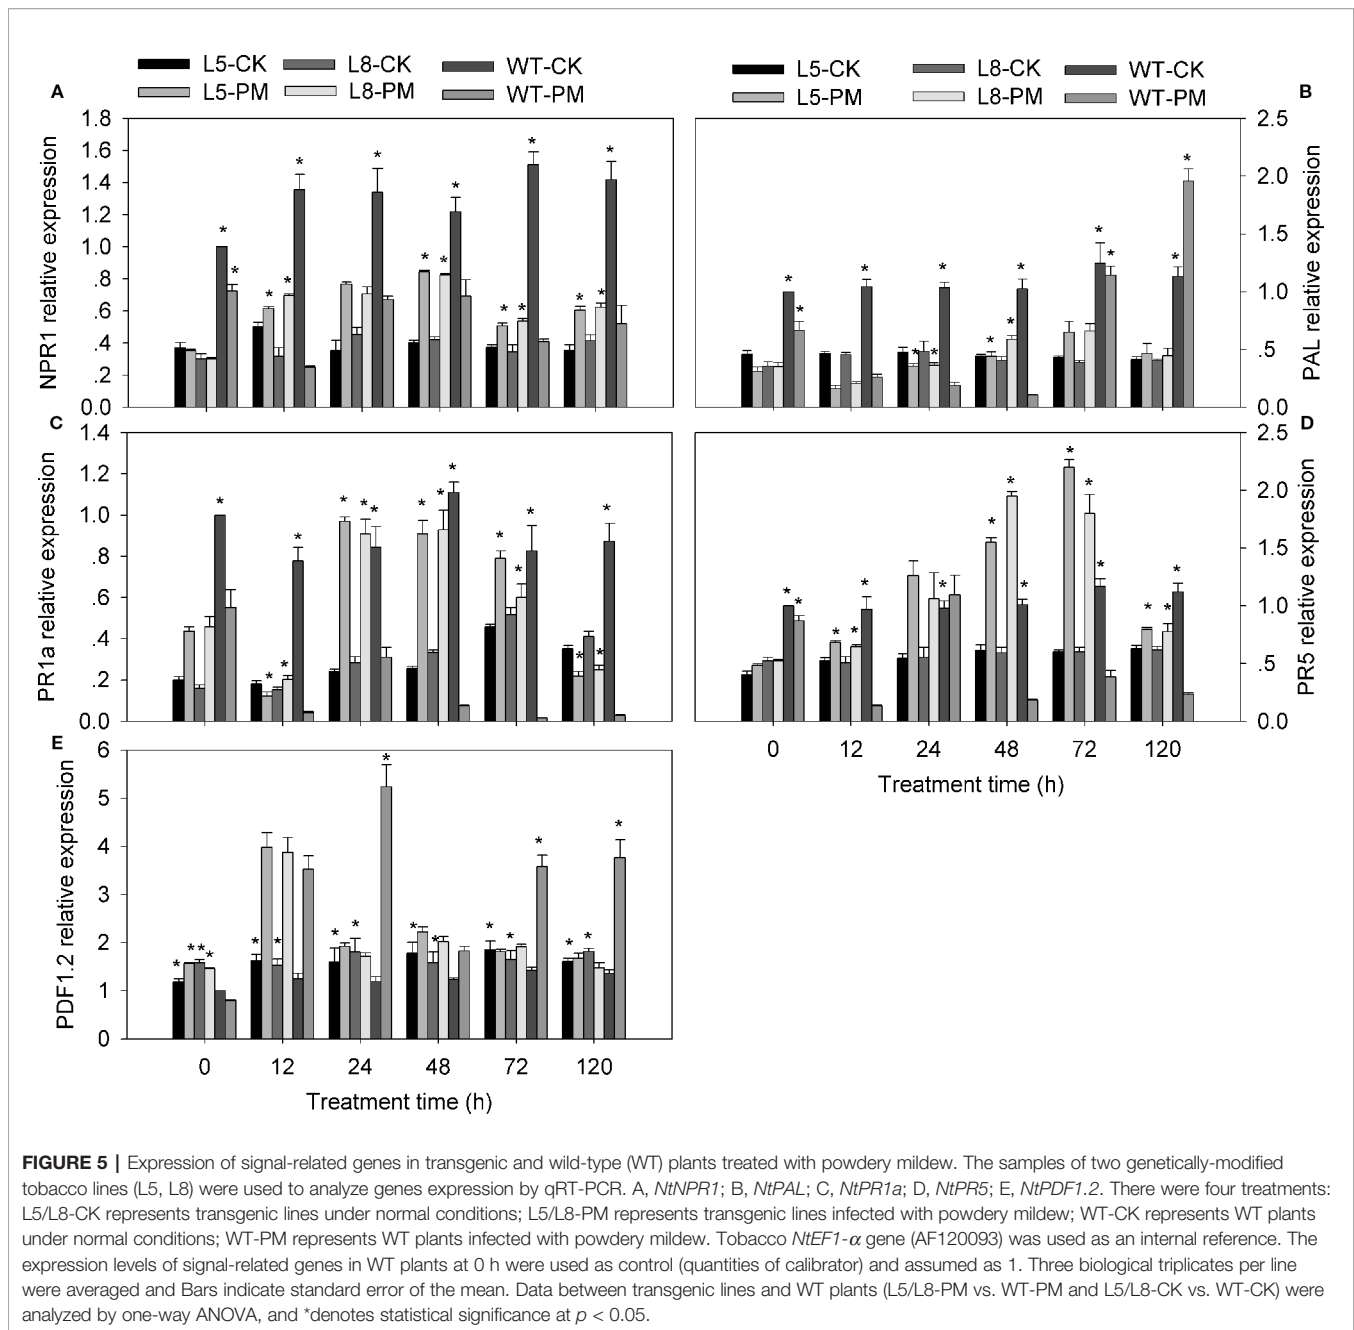 L5-CK L8-CK WT-CK
L5-PM L8-PM WT-PM
L5-CK L8-CK WT-CK
L5-PM L8-PM WT-PM
A
NPR1 relative expression
1.8
1.6
1.4
1.2
1.0
.8
.6
.4
.2
0.0
* * * * * * * * * * * * * *
B
PAL relative expression
2.5
2.0
1.5
1.0
.5
0.0
* * * * * * * * * * * * *
C
PR1a relative expression
1.4
1.2
1.0
.8
.6
.4
.2
0.0
* * * * * * * * * * * * * * *
D
PR5 relative expression
2.5
2.0
1.5
1.0
.5
0.0
* * * * * * * * * * * * * * *
0 12 24 48 72 120
Treatment time (h)
E
PDF1.2 relative expression
6
5
4
3
2
1
0
* ** * * * * * * * * * * * * * *
0 12 24 48 72 120
Treatment time (h)
FIGURE 5 | Expression of signal-related genes in transgenic and wild-type (WT) plants treated with powdery mildew. The samples of two genetically-modified
tobacco lines (L5, L8) were used to analyze genes expression by qRT-PCR. A, NtNPR1; B, NtPAL; C, NtPR1a; D, NtPR5; E, NtPDF1.2. There were four treatments:
L5/L8-CK represents transgenic lines under normal conditions; L5/L8-PM represents transgenic lines infected with powdery mildew; WT-CK represents WT plants
under normal conditions; WT-PM represents WT plants infected with powdery mildew. Tobacco NtEF1-α gene (AF120093) was used as an internal reference. The
expression levels of signal-related genes in WT plants at 0 h were used as control (quantities of calibrator) and assumed as 1. Three biological triplicates per line
were averaged and Bars indicate standard error of the mean. Data between transgenic lines and WT plants (L5/L8-PM vs. WT-PM and L5/L8-CK vs. WT-CK) were
analyzed by one-way ANOVA, and *denotes statistical significance at p < 0.05.